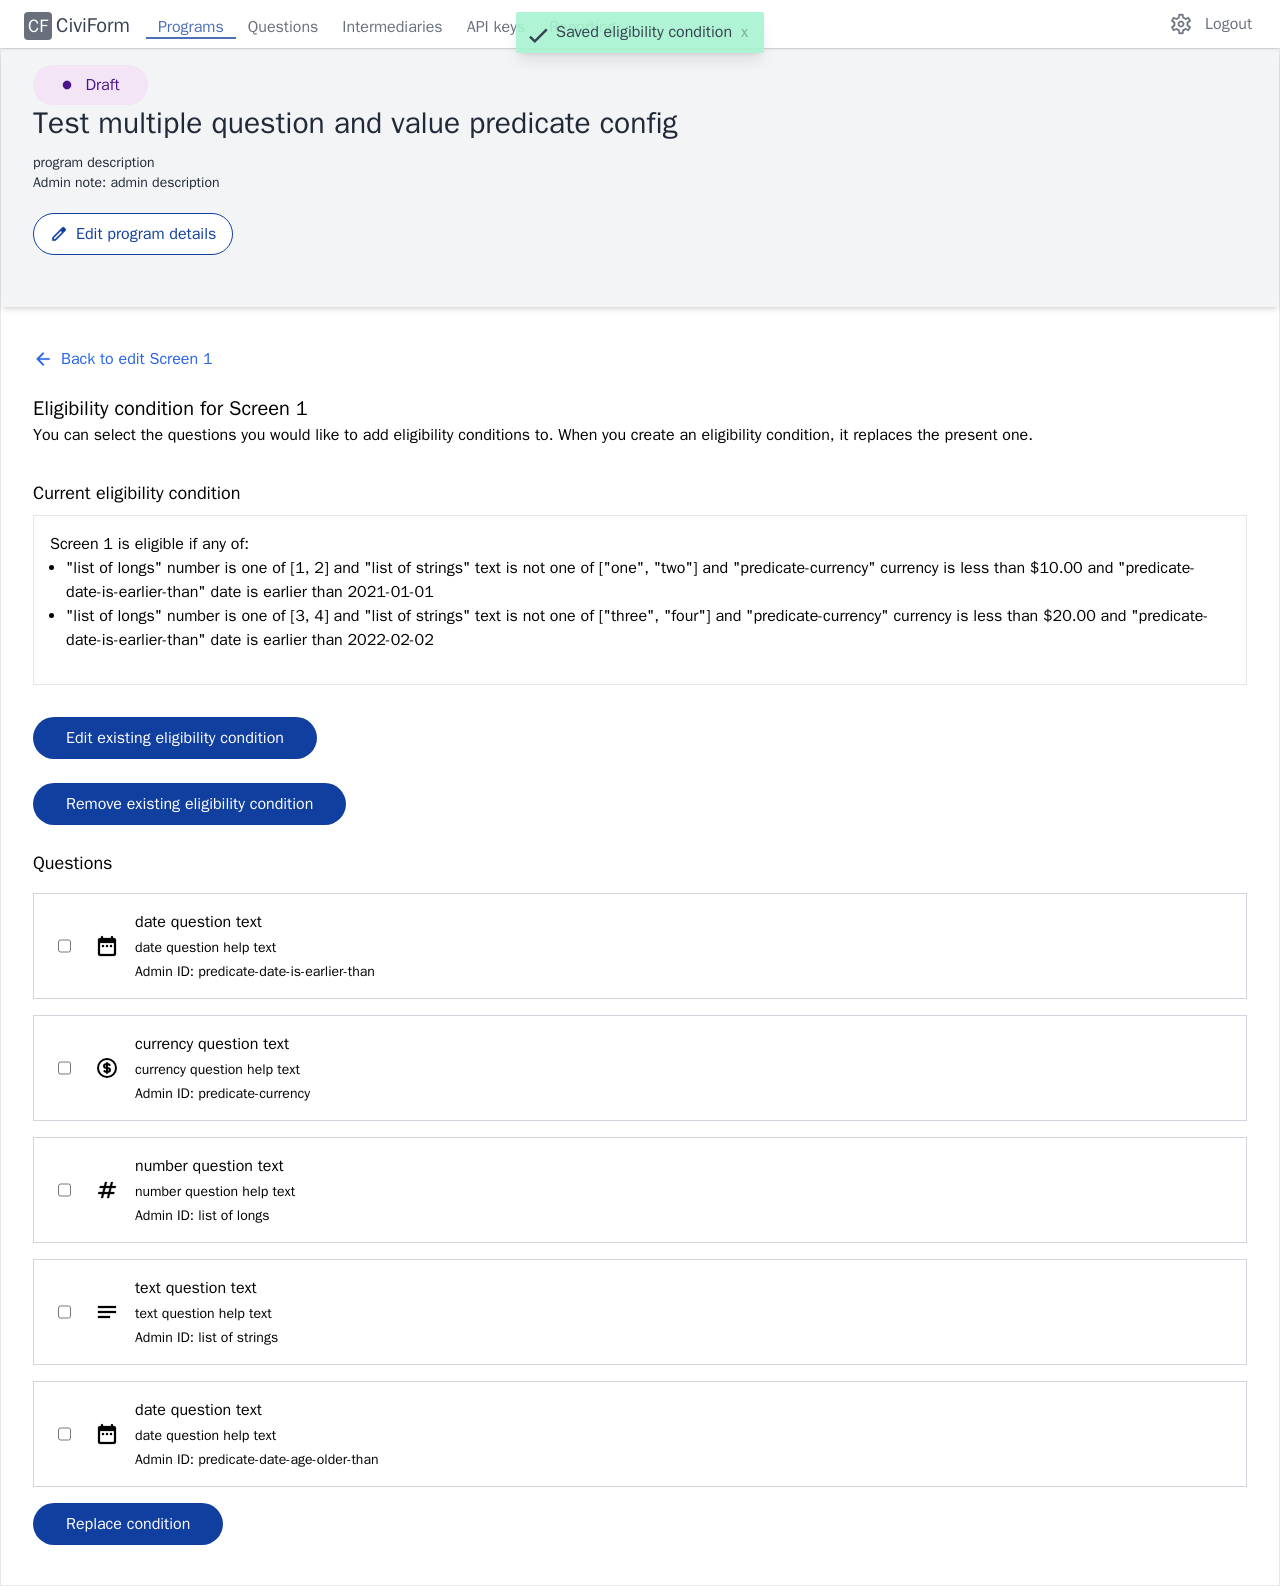 CF CiviForm Programs Questions Intermediaries API keys Saved eligibility condition x Logout
Draft
Test multiple question and value predicate config
program description
Admin note: admin description
Edit program details
Back to edit Screen 1
Eligibility condition for Screen 1
You can select the questions you would like to add eligibility conditions to. When you create an eligibility condition, it replaces the present one.
Current eligibility condition
Screen 1 is eligible if any of:
"list of longs" number is one of [1, 2] and "list of strings" text is not one of ["one", "two"] and "predicate-currency" currency is less than $10.00 and "predicate-
date-is-earlier-than" date is earlier than 2021-01-01
"list of longs" number is one of [3, 4] and "list of strings" text is not one of ["three", "four"] and "predicate-currency" currency is less than $20.00 and "predicate-
date-is-earlier-than" date is earlier than 2022-02-02
Edit existing eligibility condition
Remove existing eligibility condition
Questions
date question text
date question help text
Admin ID: predicate-date-is-earlier-than
currency question text
currency question help text
Admin ID: predicate-currency
number question text
number question help text
Admin ID: list of longs
text question text
text question help text
Admin ID: list of strings
date question text
date question help text
Admin ID: predicate-date-age-older-than
Replace condition